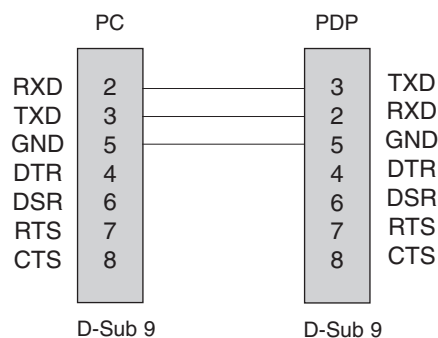 PC PDP
RXD 2 3 TXD
TXD 3 2 RXD
GND 5 5 GND
DTR 4 4 DTR
DSR 6 6 DSR
RTS 7 7 RTS
CTS 8 8 CTS
D-Sub 9 D-Sub 9